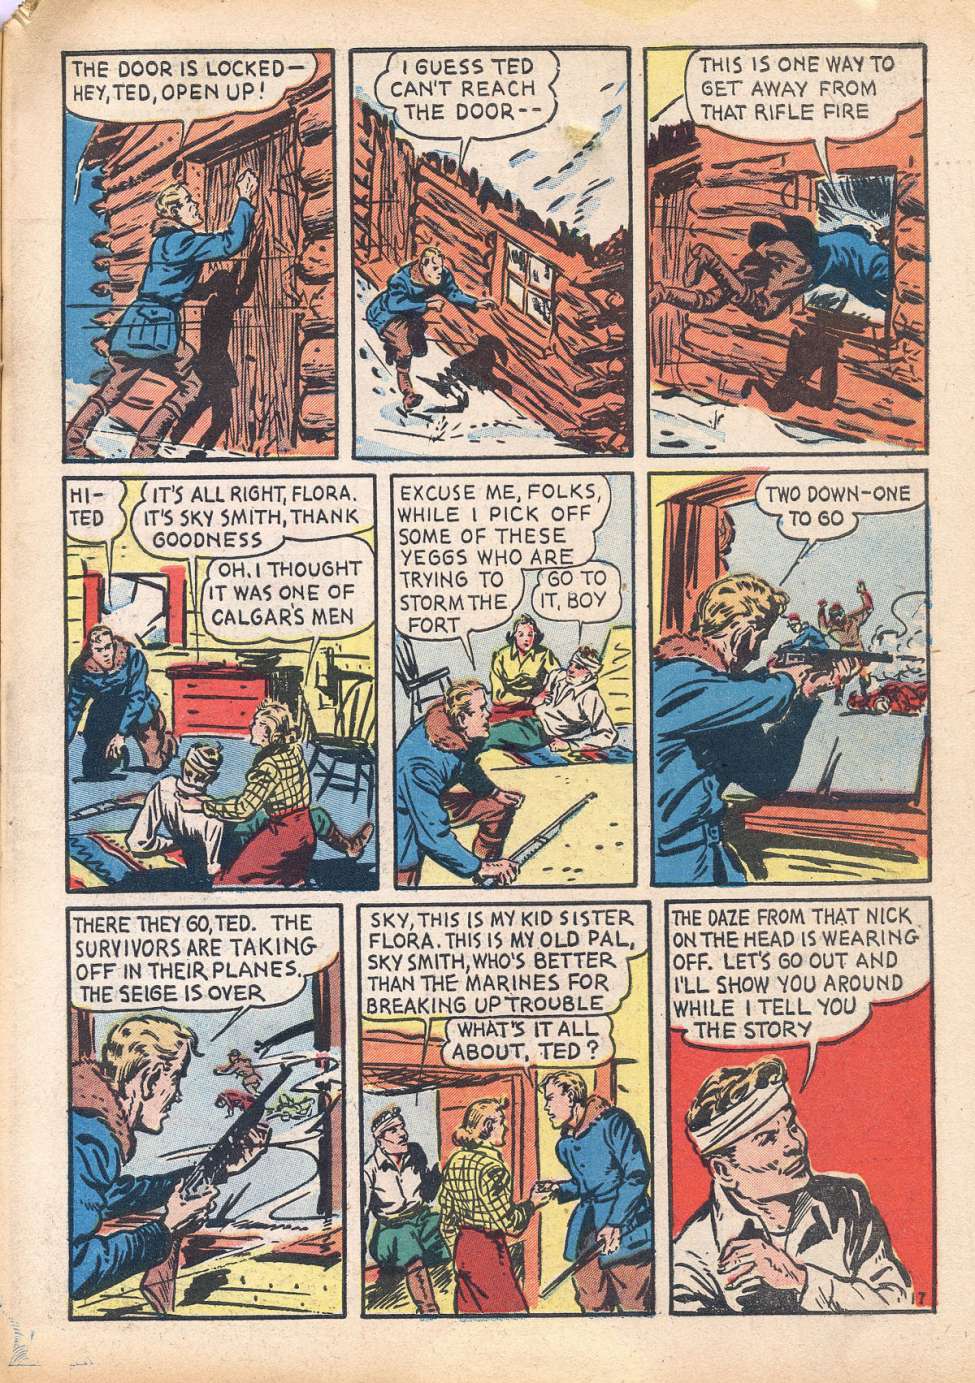 THE DOOR IS LOCKED—
HEY, TED, OPEN UP!
I GUESS TED
CAN'T REACH
THE DOOR--
THIS IS ONE WAY TO
GET AWAY FROM
THAT RIFLE FIRE
HI-
TED
IT'S ALL RIGHT, FLORA.
IT'S SKY SMITH, THANK
GOODNESS
OH, I THOUGHT
IT WAS ONE OF
CALGAR'S MEN
EXCUSE ME, FOLKS,
WHILE I PICK OFF
SOME OF THESE
YEGGS WHO ARE
TRYING TO
STORM THE
FORT
GO TO
IT, BOY
TWO DOWN-ONE
TO GO
THERE THEY GO, TED. THE
SURVIVORS ARE TAKING
OFF IN THEIR PLANES.
THE SEIGE IS OVER
SKY, THIS IS MY KID SISTER
FLORA. THIS IS MY OLD PAL,
SKY SMITH, WHO'S BETTER
THAN THE MARINES FOR
BREAKING UP TROUBLE
WHAT'S IT ALL
ABOUT, TED?
THE DAZE FROM THAT NICK
ON THE HEAD IS WEARING
OFF. LET'S GO OUT AND
I'LL SHOW YOU AROUND
WHILE I TELL YOU
THE STORY
17